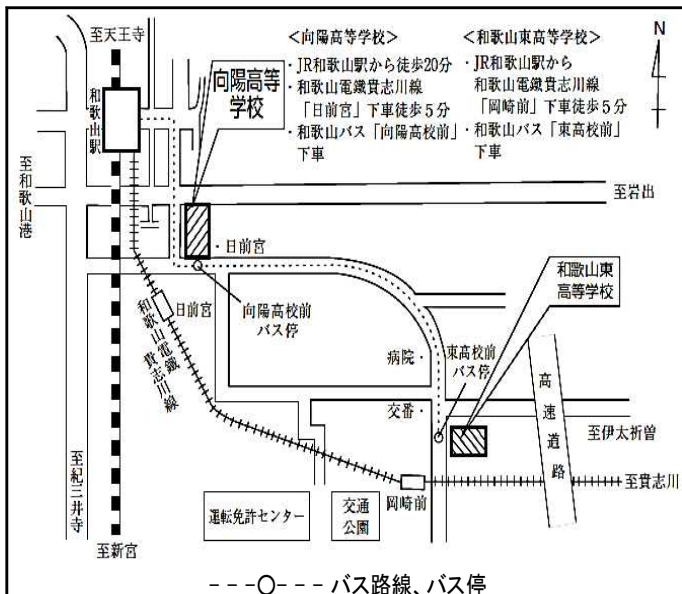 至天王寺
和歌山駅
至和歌山港
向陽高等
学校
<向陽高等学校>
・JR和歌山駅から徒歩20分
・和歌山電鐵貴志川線
「日前宮」下車徒歩5分
・和歌山バス「向陽高校前」
下車
<和歌山東高等学校>
・JR和歌山駅から
和歌山電鐵貴志川線
「岡崎前」下車徒歩5分
・和歌山バス「東高校前」
下車
N
至岩出
・日前宮
向陽高校前
バス停
日前宮
和歌山電鐵
貴志川線
和歌山東
高等学校
病院・
東高校前
バス停
交番・
高速道路
至伊太祈曽
至貴志川
岡崎前
交通
公園
運転免許センター
至紀三井寺
至新宮
---○--- バス路線、バス停